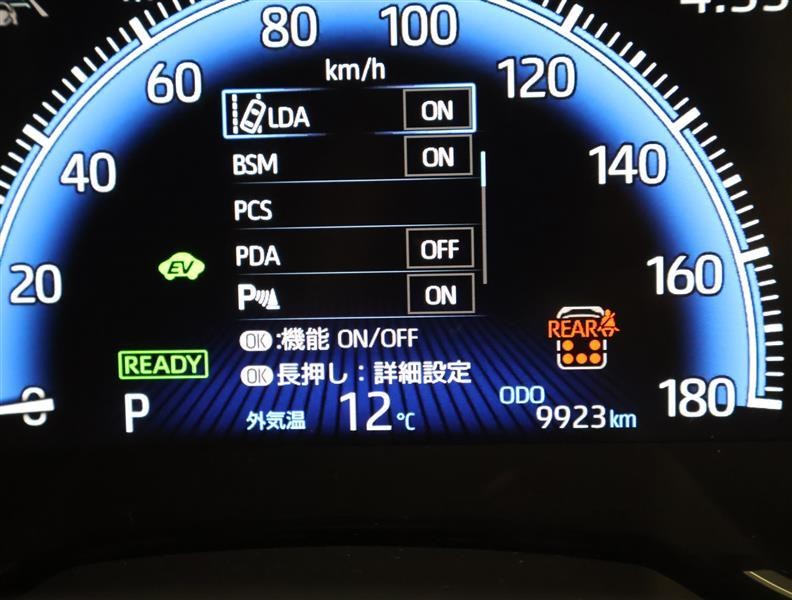 80
100
km/h
60
120
LDA ON
BSM ON
40
140
PCS
PDA OFF
EV
20
160
P ON
OK:機能 ON/OFF
REAR
READY
OK長押し:詳細設定
0
180
P
外気温 12℃
ODO
9923km